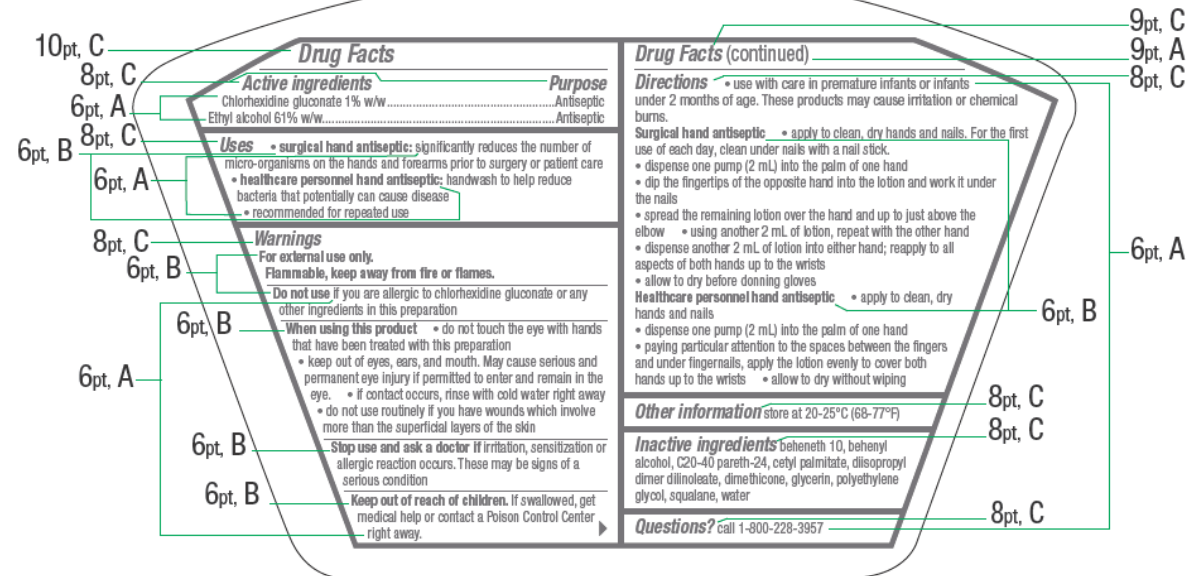 10pt, C
Drug Facts
8pt, C
Active ingredients Purpose
6pt, A
Chlorhexidine gluconate 1% w/w..........Antiseptic
Ethyl alcohol 61% w/w..........Antiseptic
8pt, C
6pt, B
Uses • surgical hand antiseptic: significantly reduces the number of
micro-organisms on the hands and forearms prior to surgery or patient care
6pt, A
• healthcare personnel hand antiseptic: handwash to help reduce
bacteria that potentially can cause disease
• recommended for repeated use
8pt, C
Warnings
6pt, B
For external use only.
Flammable, keep away from fire or flames.
Do not use if you are allergic to chlorhexidine gluconate or any
other ingredients in this preparation
6pt, B
When using this product • do not touch the eye with hands
that have been treated with this preparation
• keep out of eyes, ears, and mouth. May cause serious and
6pt, A
permanent eye injury if permitted to enter and remain in the
eye. • if contact occurs, rinse with cold water right away
• do not use routinely if you have wounds which involve
more than the superficial layers of the skin
6pt, B
Stop use and ask a doctor if irritation, sensitization or
allergic reaction occurs. These may be signs of a
serious condition
6pt, B
Keep out of reach of children. If swallowed, get
medical help or contact a Poison Control Center
right away.
9pt, C
Drug Facts (continued)
9pt, A
8pt, C
Directions • use with care in premature infants or infants
under 2 months of age. These products may cause irritation or chemical
burns.
Surgical hand antiseptic • apply to clean, dry hands and nails. For the first
use of each day, clean under nails with a nail stick.
• dispense one pump (2 mL) into the palm of one hand
• dip the fingertips of the opposite hand into the lotion and work it under
the nails
• spread the remaining lotion over the hand and up to just above the
elbow • using another 2 mL of lotion, repeat with the other hand
• dispense another 2 mL of lotion into either hand; reapply to all
aspects of both hands up to the wrists
6pt, A
• allow to dry before donning gloves
Healthcare personnel hand antiseptic • apply to clean, dry
hands and nails
6pt, B
• dispense one pump (2 mL) into the palm of one hand
• paying particular attention to the spaces between the fingers
and under fingernails, apply the lotion evenly to cover both
hands up to the wrists • allow to dry without wiping
8pt, C
Other information store at 20-25°C (68-77°F)
8pt, C
Inactive ingredients beheneth 10, behenyl
alcohol, C20-40 pareth-24, cetyl palmitate, diisopropyl
dimer dilinoleate, dimethicone, glycerin, polyethylene
glycol, squalane, water
8pt, C
Questions? call 1-800-228-3957